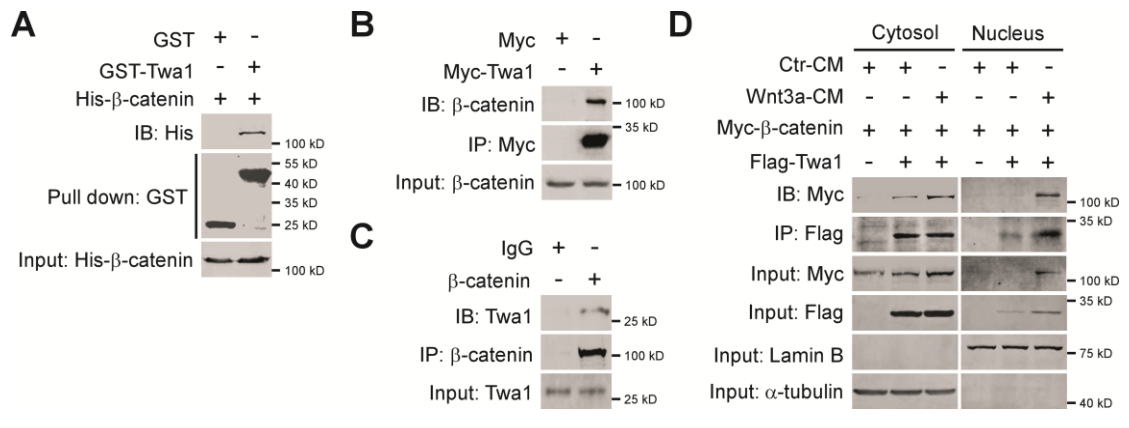 A
GST + -
GST-Twa1 - +
His-β-catenin + +
IB: His
100 kD
55 kD
40 kD
Pull down: GST
35 kD
25 kD
Input: His-β-catenin
100 kD
B
Myc + -
Myc-Twa1 - +
IB: β-catenin
100 kD
35 kD
IP: Myc
Input: β-catenin
100 kD
C
IgG + -
β-catenin - +
IB: Twa1
25 kD
IP: β-catenin
100 kD
Input: Twa1
25 kD
D
Cytosol Nucleus
Ctr-CM + + - + + -
Wnt3a-CM - - + - - +
Myc-β-catenin + + + + + +
Flag-Twa1 - + + - + +
IB: Myc
100 kD
35 kD
IP: Flag
Input: Myc
100 kD
35 kD
Input: Flag
Input: Lamin B
75 kD
Input: α-tubulin
40 kD